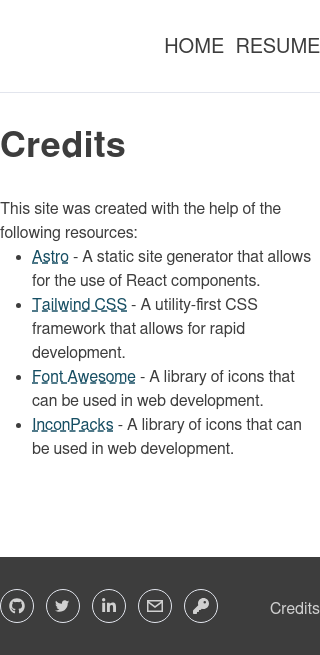 HOME RESUME
Credits
This site was created with the help of the
following resources:
Astro - A static site generator that allows
for the use of React components.
Tailwind CSS - A utility-first CSS
framework that allows for rapid
development.
Font Awesome - A library of icons that
can be used in web development.
InconPacks - A library of icons that can
be used in web development.
Credits